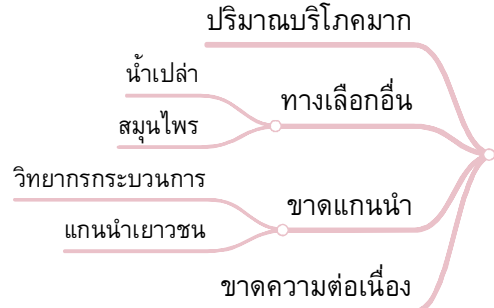 ปริมาณบริโภคมาก
น้ำเปล่า
ทางเลือกอื่น
สมุนไพร
วิทยากรกระบวนการ
ขาดแกนนำ
แกนนำเยาวชน
ขาดความต่อเนื่อง